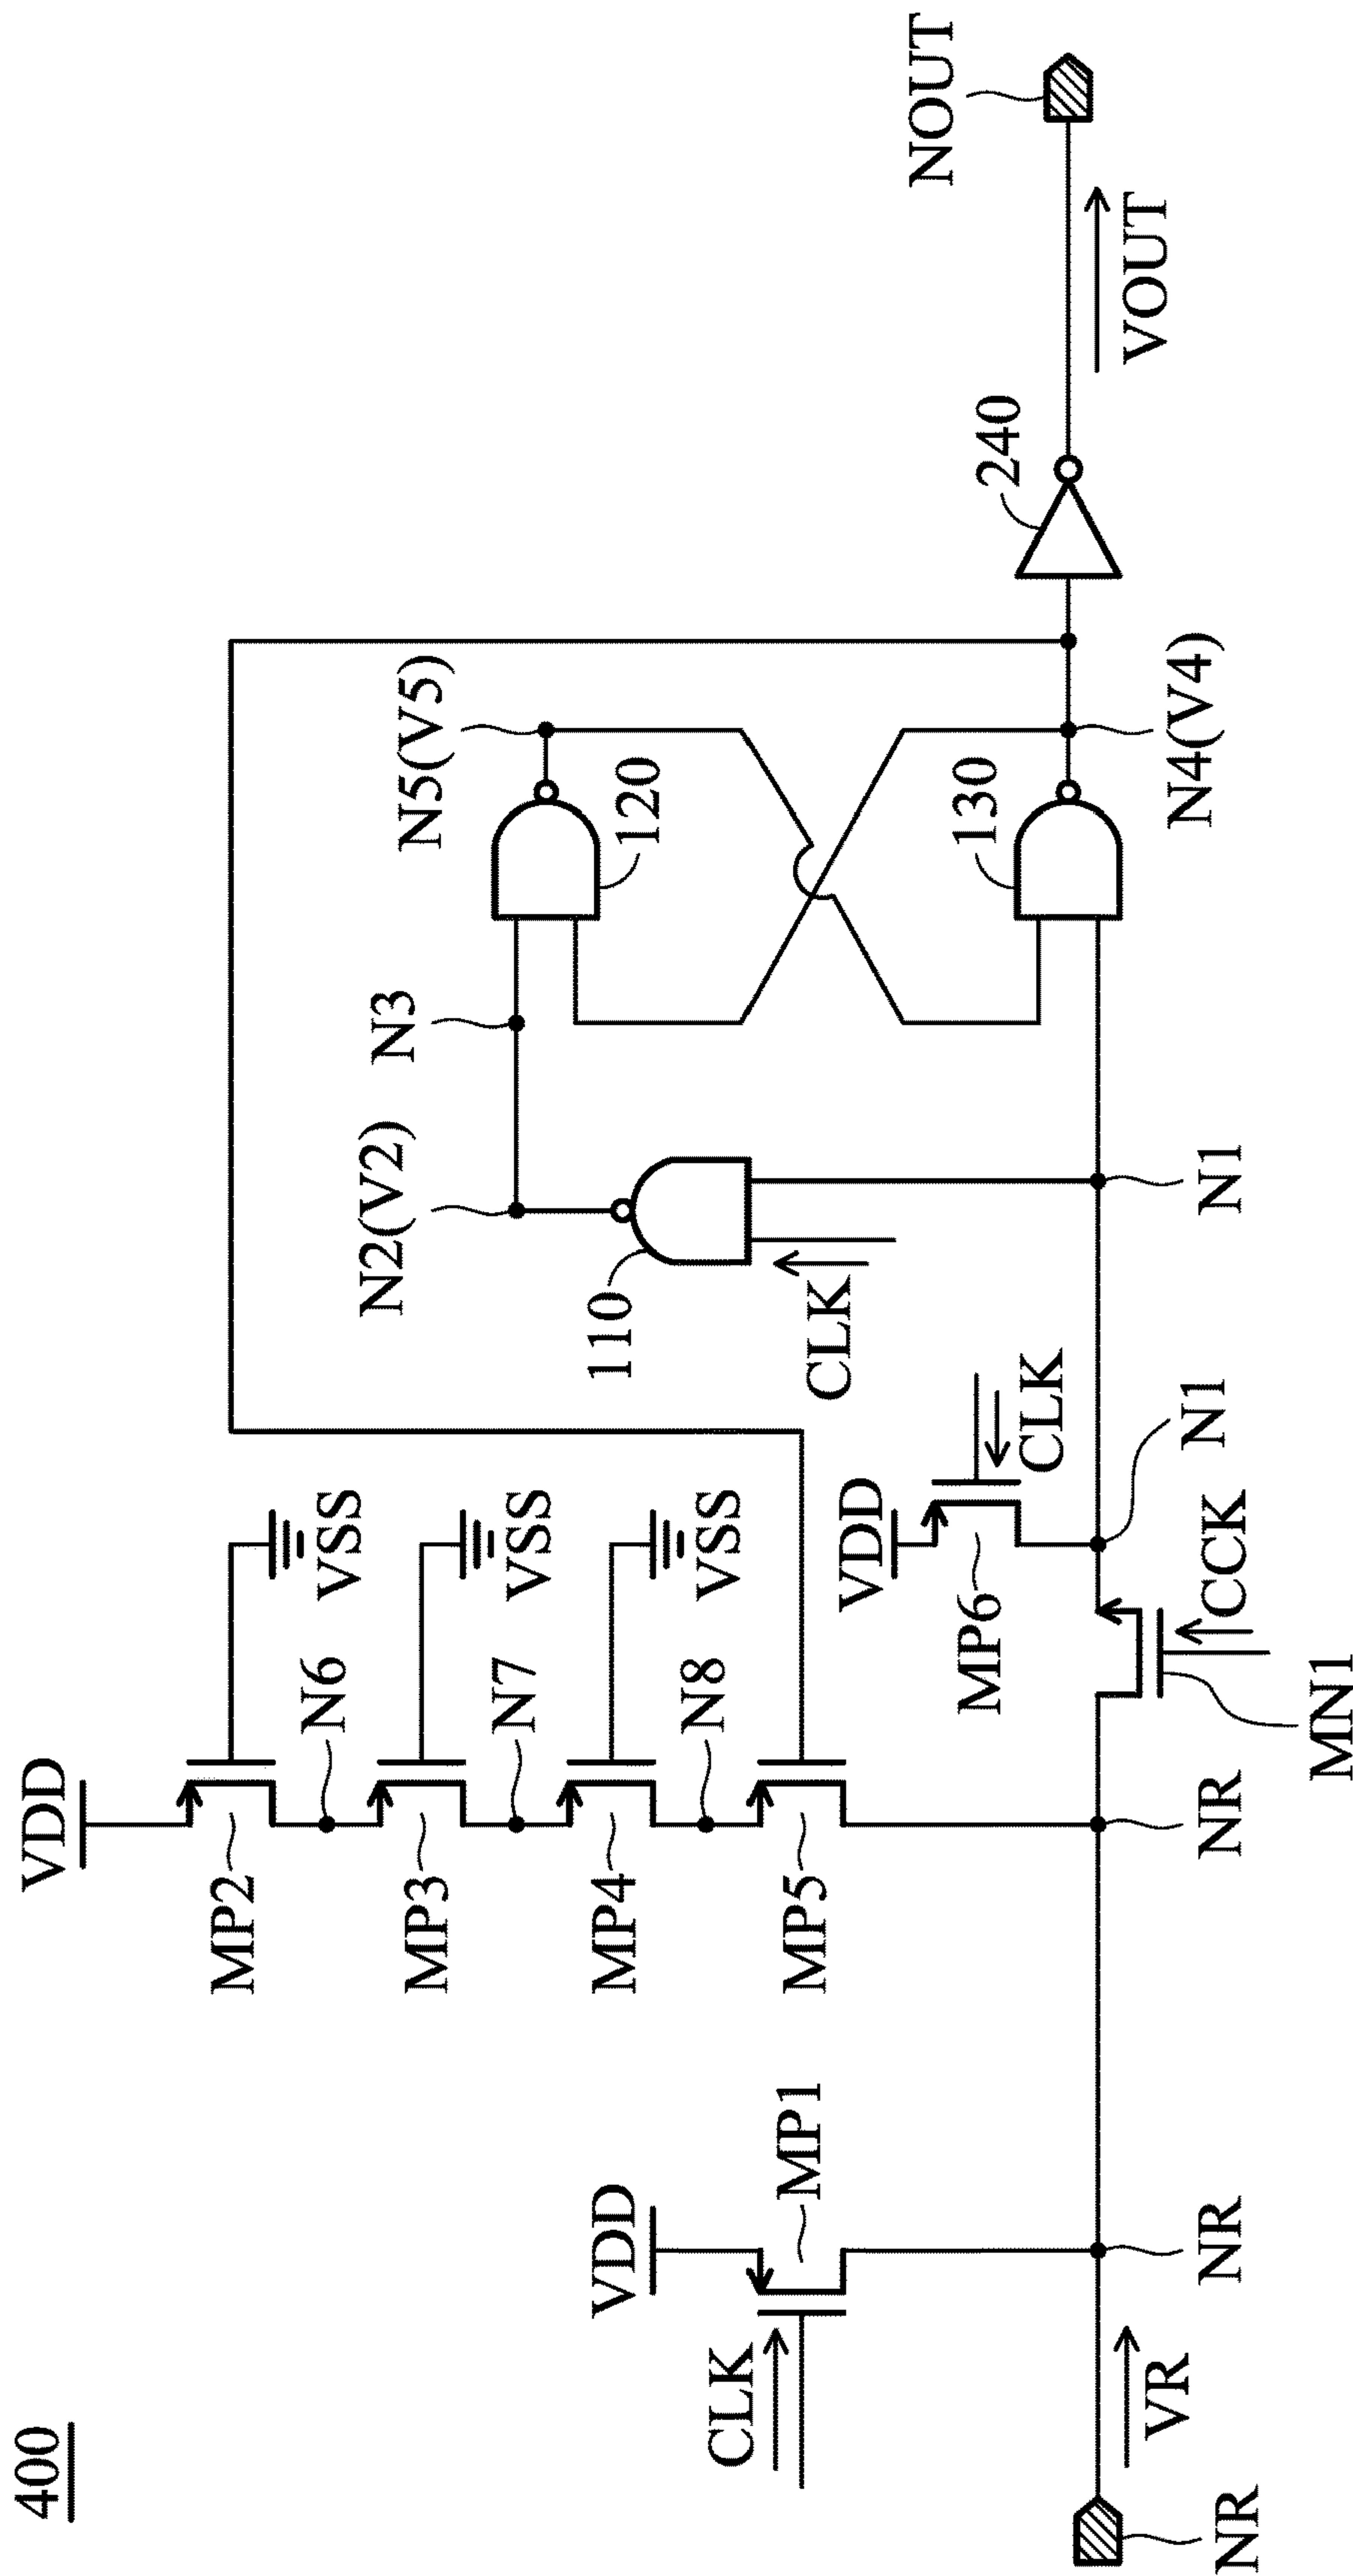 400
VDD
MP2
VSS
N6
MP3
VSS
N7
MP4
VSS
N8
MP5
VDD
CLK
MP1
VDD
MP6
CLK
N2(V2)
N3
110
CLK
N5(V5)
120
130
N4(V4)
240
NOUT
VOUT
NR
VR
NR
NR
MN1
CCK
N1
N1